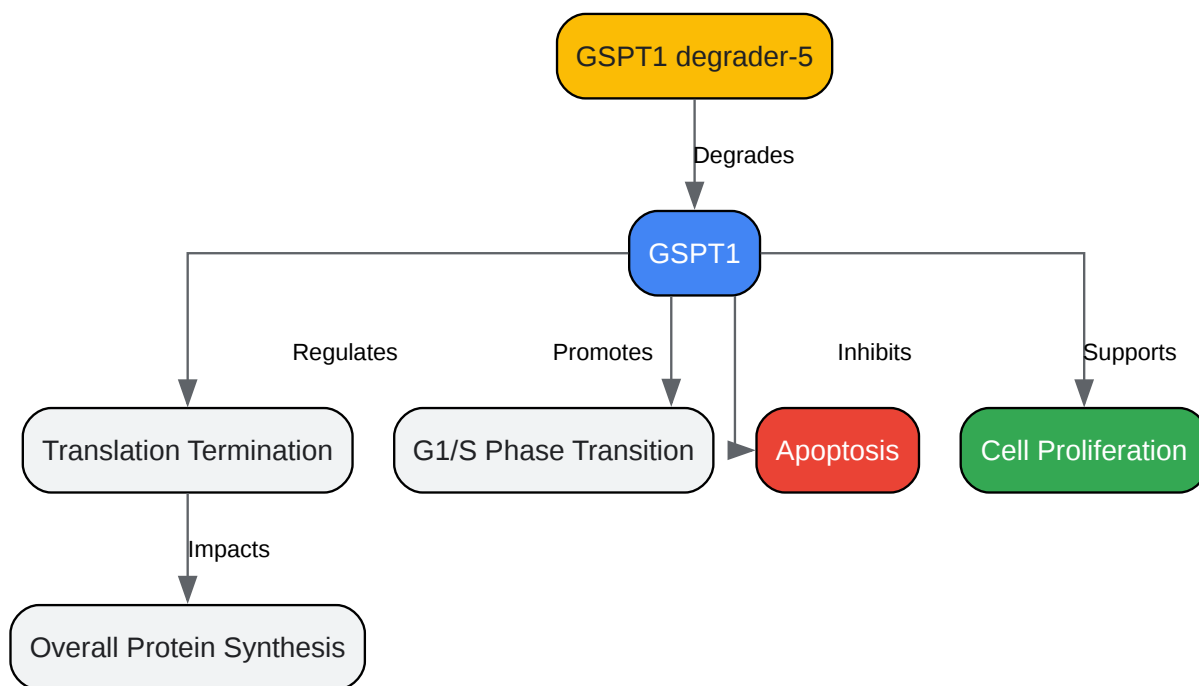 GSPT1 degrader-5
Degrades
GSPT1
Regulates
Promotes
Inhibits
Supports
Translation Termination
G1/S Phase Transition
Apoptosis
Cell Proliferation
Impacts
Overall Protein Synthesis